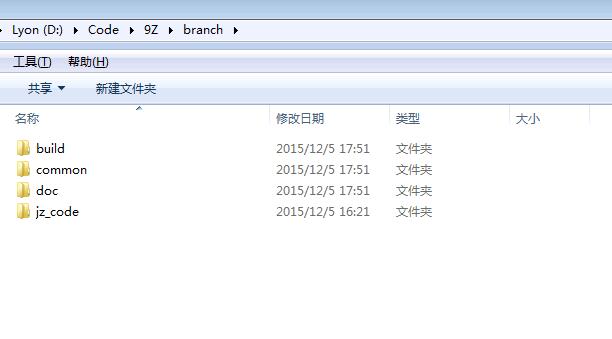 Lyon (D:) Code 9Z branch
工具(T) 帮助(H)
共享 新建文件夹
名称 修改日期 类型 大小
build 2015/12/5 17:51 文件夹
common 2015/12/5 17:51 文件夹
doc 2015/12/5 17:51 文件夹
jz_code 2015/12/5 16:21 文件夹